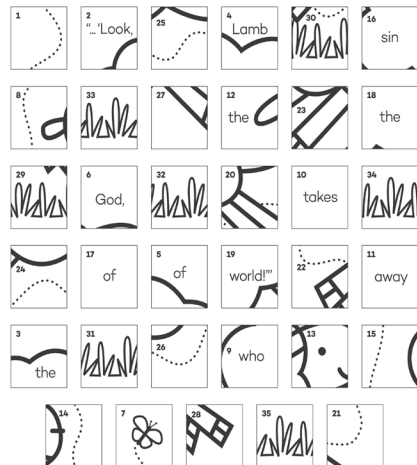 1 2 25 4 30 16
"... 'Look, Lamb sin
8 33 27 12 23 18
the the
29 6 32 20 10 34
God, takes
24 17 5 19 22 11
of of world!'" away
3 31 26 9 13 15
the who
14 7 28 35 21